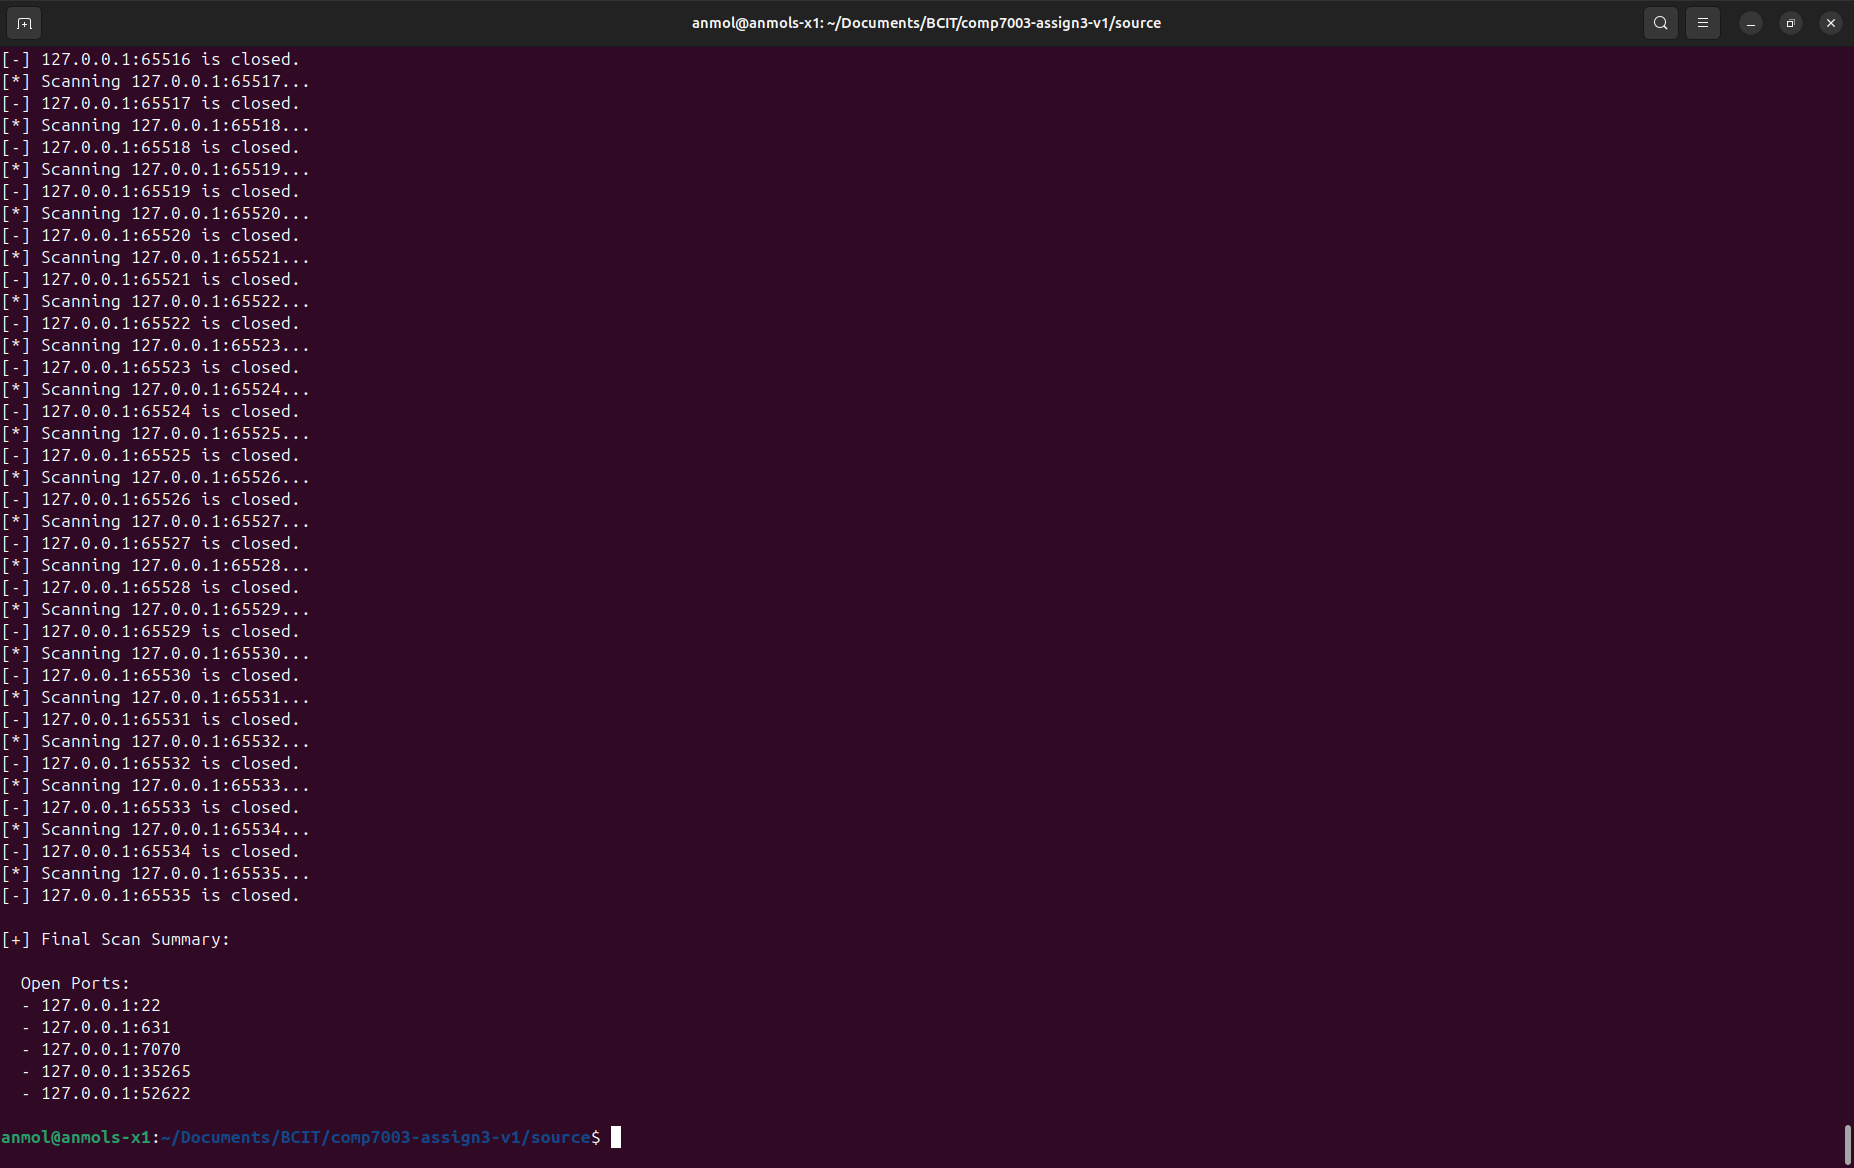 anmol@anmols-x1: ~/Documents/BCIT/comp7003-assign3-v1/source
[-] 127.0.0.1:65516 is closed.
[*] Scanning 127.0.0.1:65517...
[-] 127.0.0.1:65517 is closed.
[*] Scanning 127.0.0.1:65518...
[-] 127.0.0.1:65518 is closed.
[*] Scanning 127.0.0.1:65519...
[-] 127.0.0.1:65519 is closed.
[*] Scanning 127.0.0.1:65520...
[-] 127.0.0.1:65520 is closed.
[*] Scanning 127.0.0.1:65521...
[-] 127.0.0.1:65521 is closed.
[*] Scanning 127.0.0.1:65522...
[-] 127.0.0.1:65522 is closed.
[*] Scanning 127.0.0.1:65523...
[-] 127.0.0.1:65523 is closed.
[*] Scanning 127.0.0.1:65524...
[-] 127.0.0.1:65524 is closed.
[*] Scanning 127.0.0.1:65525...
[-] 127.0.0.1:65525 is closed.
[*] Scanning 127.0.0.1:65526...
[-] 127.0.0.1:65526 is closed.
[*] Scanning 127.0.0.1:65527...
[-] 127.0.0.1:65527 is closed.
[*] Scanning 127.0.0.1:65528...
[-] 127.0.0.1:65528 is closed.
[*] Scanning 127.0.0.1:65529...
[-] 127.0.0.1:65529 is closed.
[*] Scanning 127.0.0.1:65530...
[-] 127.0.0.1:65530 is closed.
[*] Scanning 127.0.0.1:65531...
[-] 127.0.0.1:65531 is closed.
[*] Scanning 127.0.0.1:65532...
[-] 127.0.0.1:65532 is closed.
[*] Scanning 127.0.0.1:65533...
[-] 127.0.0.1:65533 is closed.
[*] Scanning 127.0.0.1:65534...
[-] 127.0.0.1:65534 is closed.
[*] Scanning 127.0.0.1:65535...
[-] 127.0.0.1:65535 is closed.
[+] Final Scan Summary:
Open Ports:
- 127.0.0.1:22
- 127.0.0.1:631
- 127.0.0.1:7070
- 127.0.0.1:35265
- 127.0.0.1:52622
anmol@anmols-x1:~/Documents/BCIT/comp7003-assign3-v1/source$